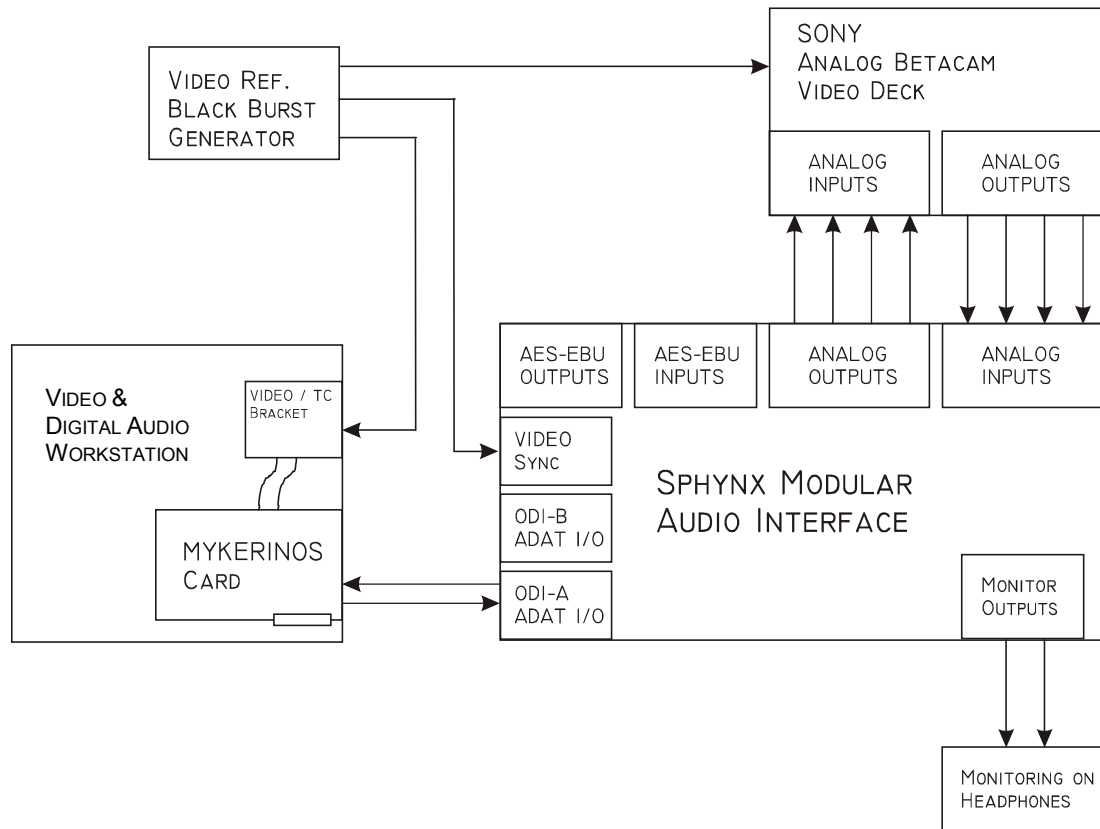 SONY
ANALOG BETACAM
VIDEO DECK
VIDEO REF.
BLACK BURST
GENERATOR
ANALOG
INPUTS
ANALOG
OUTPUTS
AES-EBU
OUTPUTS
AES-EBU
INPUTS
ANALOG
OUTPUTS
ANALOG
INPUTS
VIDEO &
DIGITAL AUDIO
WORKSTATION
VIDEO / TC
BRACKET
VIDEO
SYNC
SPHYNX MODULAR
AUDIO INTERFACE
ODI-B
ADAT I/O
MYKERINOS
CARD
ODI-A
ADAT I/O
MONITOR
OUTPUTS
MONITORING ON
HEADPHONES